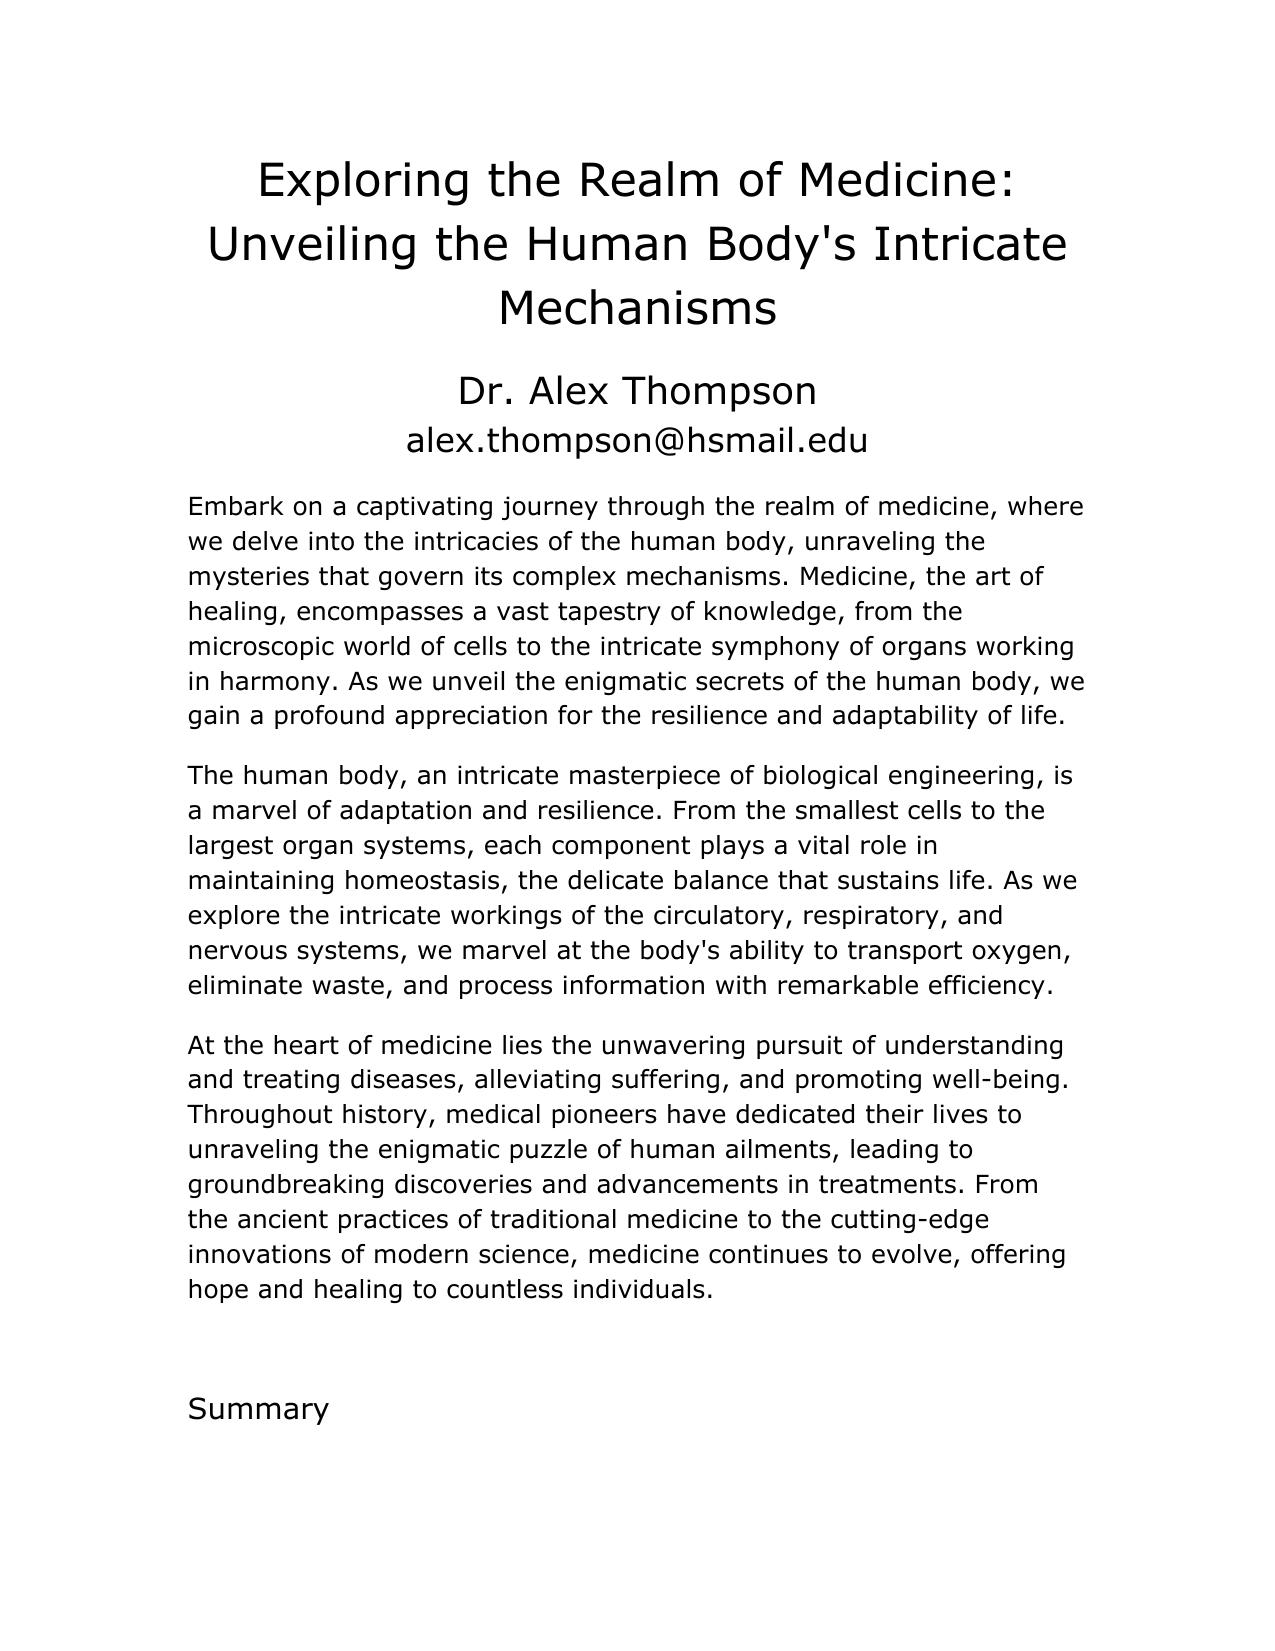 Exploring the Realm of Medicine:
Unveiling the Human Body's Intricate
Mechanisms
Dr. Alex Thompson
alex.thompson@hsmail.edu
Embark on a captivating journey through the realm of medicine, where
we delve into the intricacies of the human body, unraveling the
mysteries that govern its complex mechanisms. Medicine, the art of
healing, encompasses a vast tapestry of knowledge, from the
microscopic world of cells to the intricate symphony of organs working
in harmony. As we unveil the enigmatic secrets of the human body, we
gain a profound appreciation for the resilience and adaptability of life.
The human body, an intricate masterpiece of biological engineering, is
a marvel of adaptation and resilience. From the smallest cells to the
largest organ systems, each component plays a vital role in
maintaining homeostasis, the delicate balance that sustains life. As we
explore the intricate workings of the circulatory, respiratory, and
nervous systems, we marvel at the body's ability to transport oxygen,
eliminate waste, and process information with remarkable efficiency.
At the heart of medicine lies the unwavering pursuit of understanding
and treating diseases, alleviating suffering, and promoting well-being.
Throughout history, medical pioneers have dedicated their lives to
unraveling the enigmatic puzzle of human ailments, leading to
groundbreaking discoveries and advancements in treatments. From
the ancient practices of traditional medicine to the cutting-edge
innovations of modern science, medicine continues to evolve, offering
hope and healing to countless individuals.
Summary